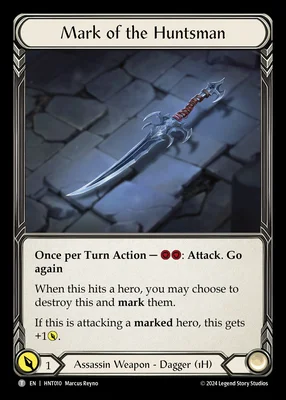 Mark of the Huntsman
Once per Turn Action — : Attack. Go
again
When this hits a hero, you may choose to
destroy this and mark them.
If this is attacking a marked hero, this gets
+1.
1
Assassin Weapon - Dagger (1H)
EN | HNT010 Marcus Reyno
© 2024 Legend Story Studios